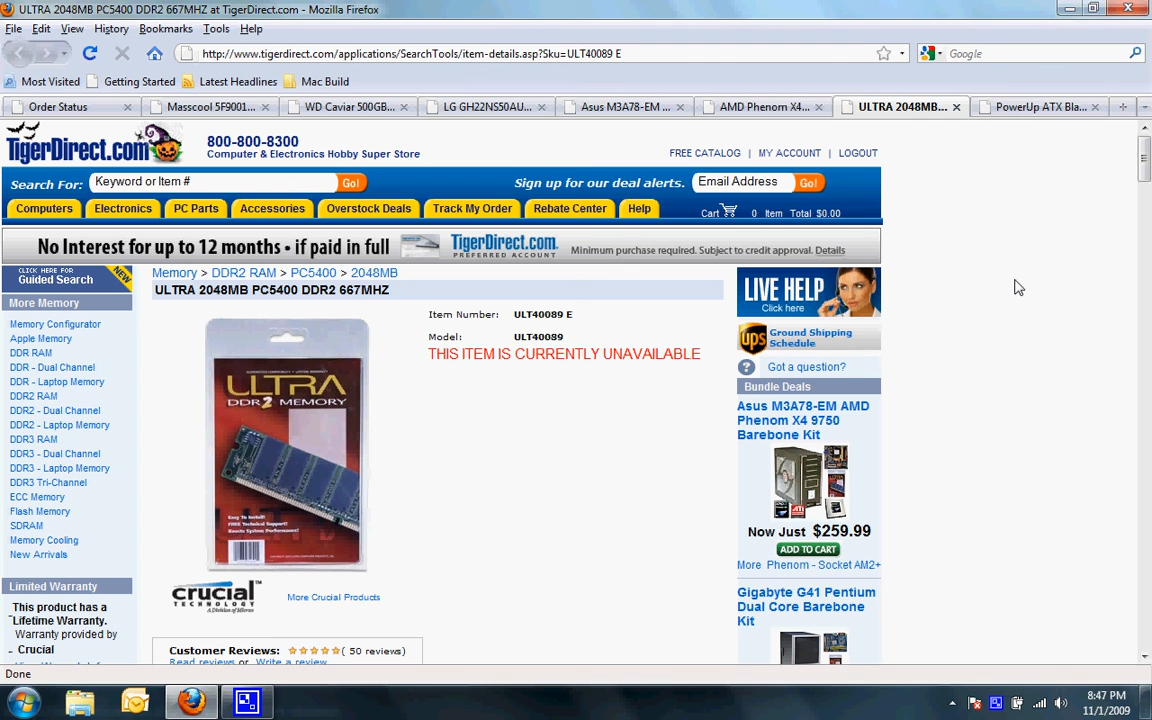 ULTRA 2048MB PC5400 DDR2 667MHZ at TigerDirect.com - Mozilla Firefox
File Edit View History Bookmarks Tools Help
http://www.tigerdirect.com/applications/SearchTools/item-details.asp?Sku=ULT40089 E
Google
Most Visited Getting Started Latest Headlines Mac Build
Order Status Masscool 5F9001... WD Caviar 500GB... LG GH22NS50AU... Asus M3A78-EM ... AMD Phenom X4... ULTRA 2048MB... PowerUp ATX Bla...
TigerDirect.com
800-800-8300
Computer & Electronics Hobby Super Store
FREE CATALOG | MY ACCOUNT | LOGOUT
Search For: Keyword or Item # Go! Sign up for our deal alerts. Email Address Go!
Computers Electronics PC Parts Accessories Overstock Deals Track My Order Rebate Center Help Cart 0 Item Total $0.00
No Interest for up to 12 months • if paid in full TigerDirect.com PREFERRED ACCOUNT Minimum purchase required. Subject to credit approval. Details
CLICK HERE FOR
Guided Search
NEW
More Memory
Memory Configurator
Apple Memory
DDR RAM
DDR - Dual Channel
DDR - Laptop Memory
DDR2 RAM
DDR2 - Dual Channel
DDR2 - Laptop Memory
DDR3 RAM
DDR3 - Dual Channel
DDR3 - Laptop Memory
DDR3 Tri-Channel
ECC Memory
Flash Memory
SDRAM
Memory Cooling
New Arrivals
Limited Warranty
This product has a
Lifetime Warranty.
Warranty provided by
Crucial
Memory > DDR2 RAM > PC5400 > 2048MB
ULTRA 2048MB PC5400 DDR2 667MHZ
Item Number: ULT40089 E
Model: ULT40089
THIS ITEM IS CURRENTLY UNAVAILABLE
ULTRA
DDR2 MEMORY
Easy To Install!
FREE Technical Support!
crucial
TECHNOLOGY
A Division of Micron
More Crucial Products
Customer Reviews: ( 50 reviews)
Read reviews or Write a review
LIVE HELP
Click here
ups
Ground Shipping
Schedule
Got a question?
Bundle Deals
Asus M3A78-EM AMD
Phenom X4 9750
Barebone Kit
Now Just $259.99
ADD TO CART
More Phenom - Socket AM2+
Gigabyte G41 Pentium
Dual Core Barebone
Kit
Done
8:47 PM
11/1/2009